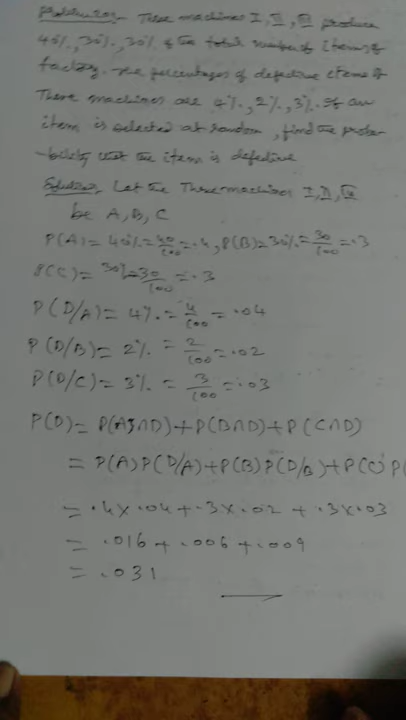 Problem: Three machines I, II, III produce
40%, 30%, 30% of the total number of items of
factory. The percentages of defective items of
These machines are 4%, 2%, 3%. If an
item is selected at random, find the proba
-bility that the item is defective
Solution: Let the Three machines I, II, III
be A, B, C
P(A) = 40% = 40/100 = .4, P(B) = 30% = 30/100 = .3
P(C) = 30% = 30/100 = .3
P(D/A) = 4% = 4/100 = .04
P(D/B) = 2% = 2/100 = .02
P(D/C) = 3% = 3/100 = .03
P(D) = P(A∩D) + P(B∩D) + P(C∩D)
= P(A) P(D/A) + P(B) P(D/B) + P(C) P(
= .4 x .04 + .3 x .02 + .3 x .03
= .016 + .006 + .009
= .031